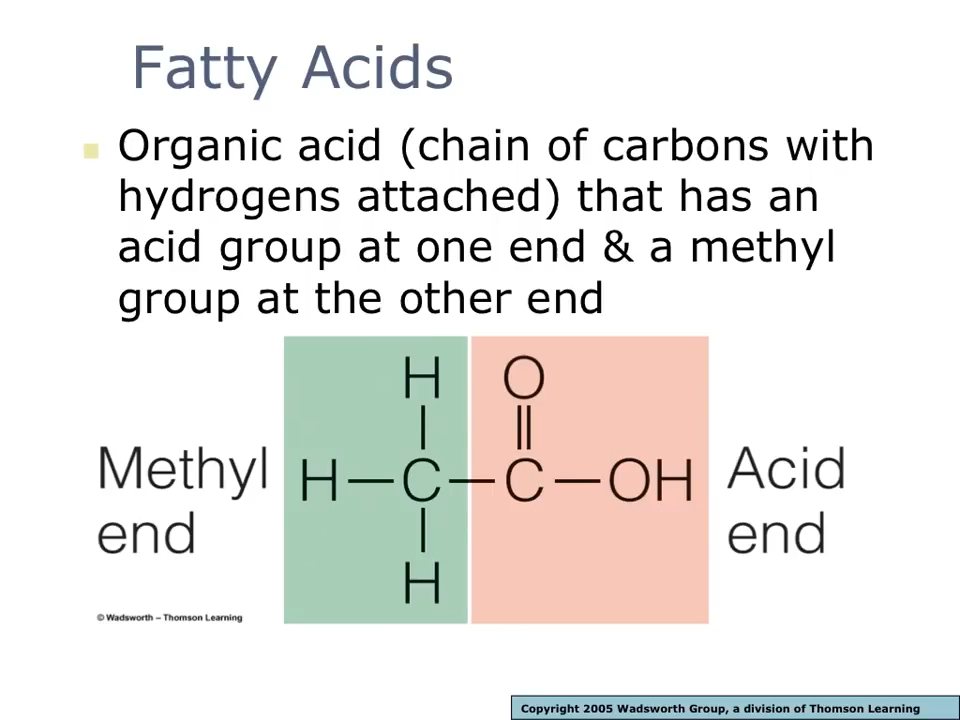 Fatty Acids
Organic acid (chain of carbons with
hydrogens attached) that has an
acid group at one end & a methyl
group at the other end
H O
Methyl end
H—C—C—OH
Acid end
H
© Wadsworth – Thomson Learning
Copyright 2005 Wadsworth Group, a division of Thomson Learning